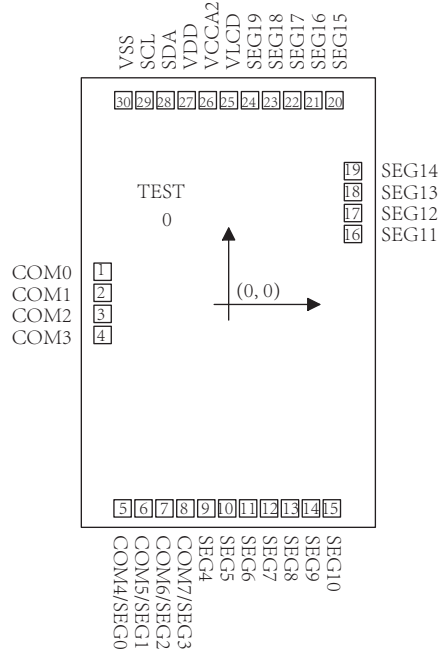 VSS
SCL
SDA
VDD
VCCA2
VLCD
SEG19
SEG18
SEG17
SEG16
SEG15
30 29 28 27 26 25 24 23 22 21 20
19 SEG14
18 SEG13
17 SEG12
16 SEG11
TEST
0
(0, 0)
COM0 1
COM1 2
COM2 3
COM3 4
5 6 7 8 9 10 11 12 13 14 15
COM4/SEG0
COM5/SEG1
COM6/SEG2
COM7/SEG3
SEG4
SEG5
SEG6
SEG7
SEG8
SEG9
SEG10